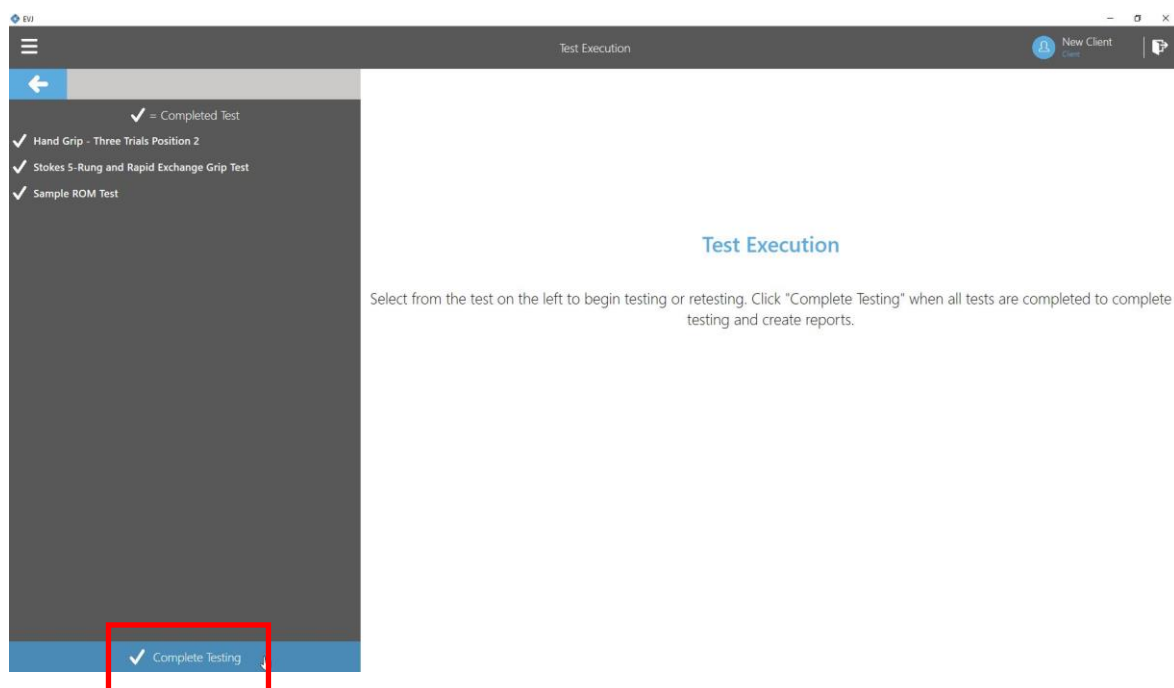 EVJ
Test Execution
New Client
Client
✓ = Completed Test
✓ Hand Grip - Three Trials Position 2
✓ Stokes 5-Rung and Rapid Exchange Grip Test
✓ Sample ROM Test
Test Execution
Select from the test on the left to begin testing or retesting. Click "Complete Testing" when all tests are completed to complete
testing and create reports.
✓ Complete Testing